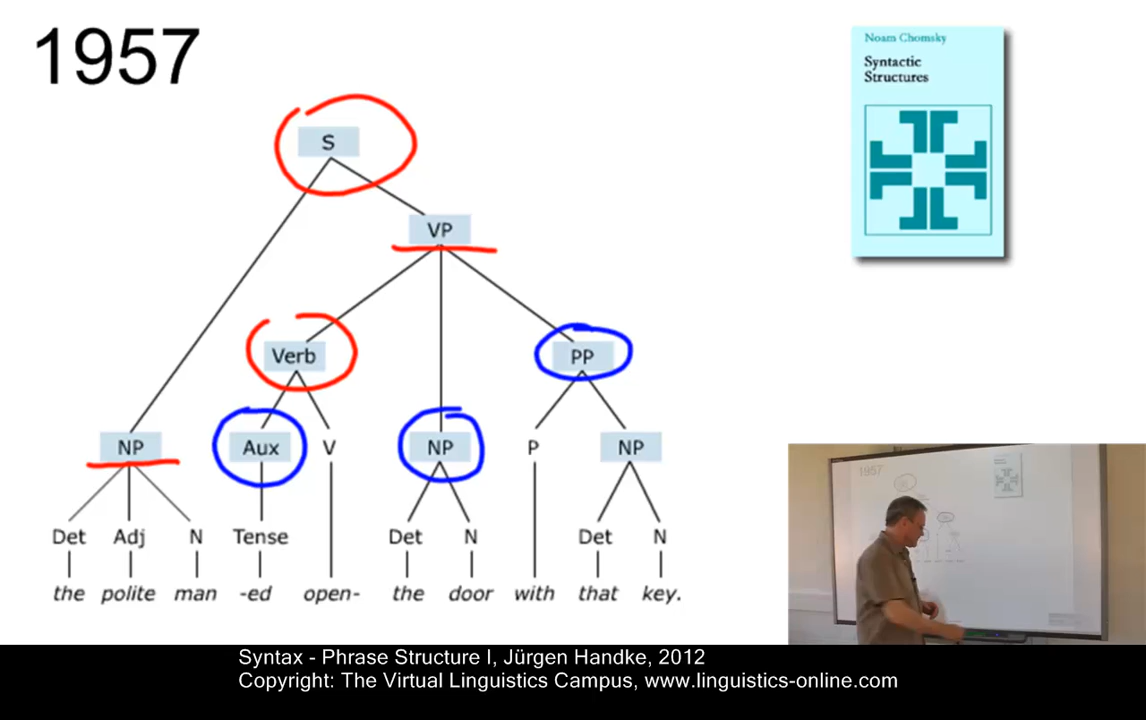 1957
Noam Chomsky
Syntactic
Structures
S
VP
Verb
PP
NP
Aux
V
NP
P
NP
Det Adj N Tense Det N Det N
the polite man -ed open- the door with that key.
1957
Syntax - Phrase Structure I, Jürgen Handke, 2012
Copyright: The Virtual Linguistics Campus, www.linguistics-online.com